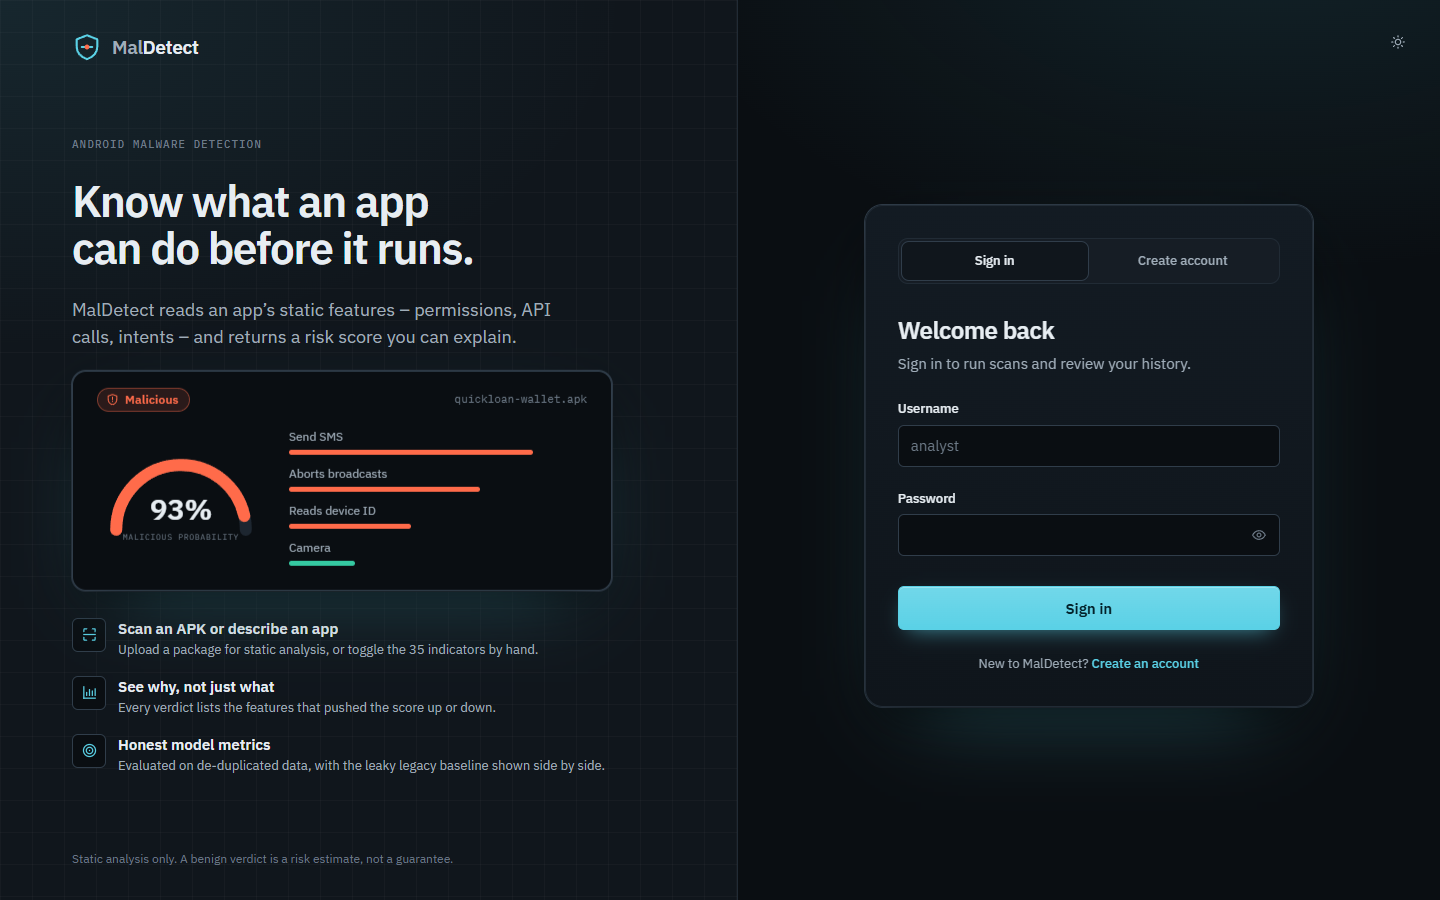 MalDetect
ANDROID MALWARE DETECTION
Know what an app
can do before it runs.
MalDetect reads an app’s static features – permissions, API
calls, intents – and returns a risk score you can explain.
Malicious
quickloan-wallet.apk
Send SMS
Aborts broadcasts
Reads device ID
Camera
93%
MALICIOUS PROBABILITY
Scan an APK or describe an app
Upload a package for static analysis, or toggle the 35 indicators by hand.
See why, not just what
Every verdict lists the features that pushed the score up or down.
Honest model metrics
Evaluated on de-duplicated data, with the leaky legacy baseline shown side by side.
Static analysis only. A benign verdict is a risk estimate, not a guarantee.
Sign in
Create account
Welcome back
Sign in to run scans and review your history.
Username
analyst
Password
Sign in
New to MalDetect? Create an account